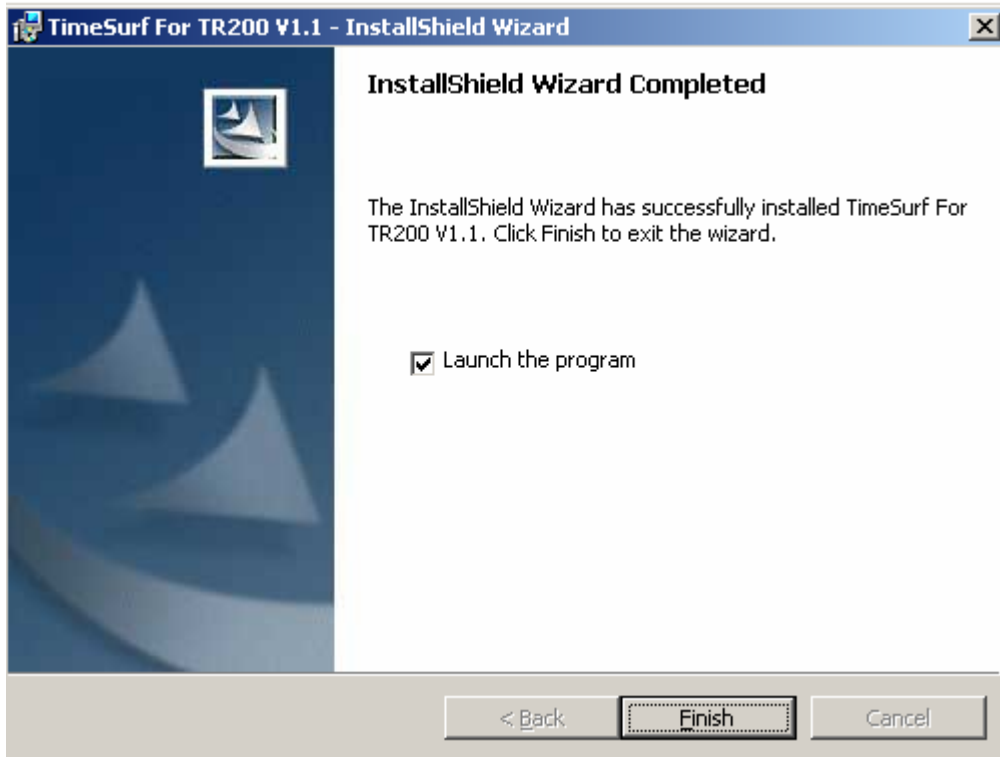 TimeSurf For TR200 V1.1 - InstallShield Wizard
InstallShield Wizard Completed
The InstallShield Wizard has successfully installed TimeSurf For
TR200 V1.1. Click Finish to exit the wizard.
Launch the program
< Back
Finish
Cancel